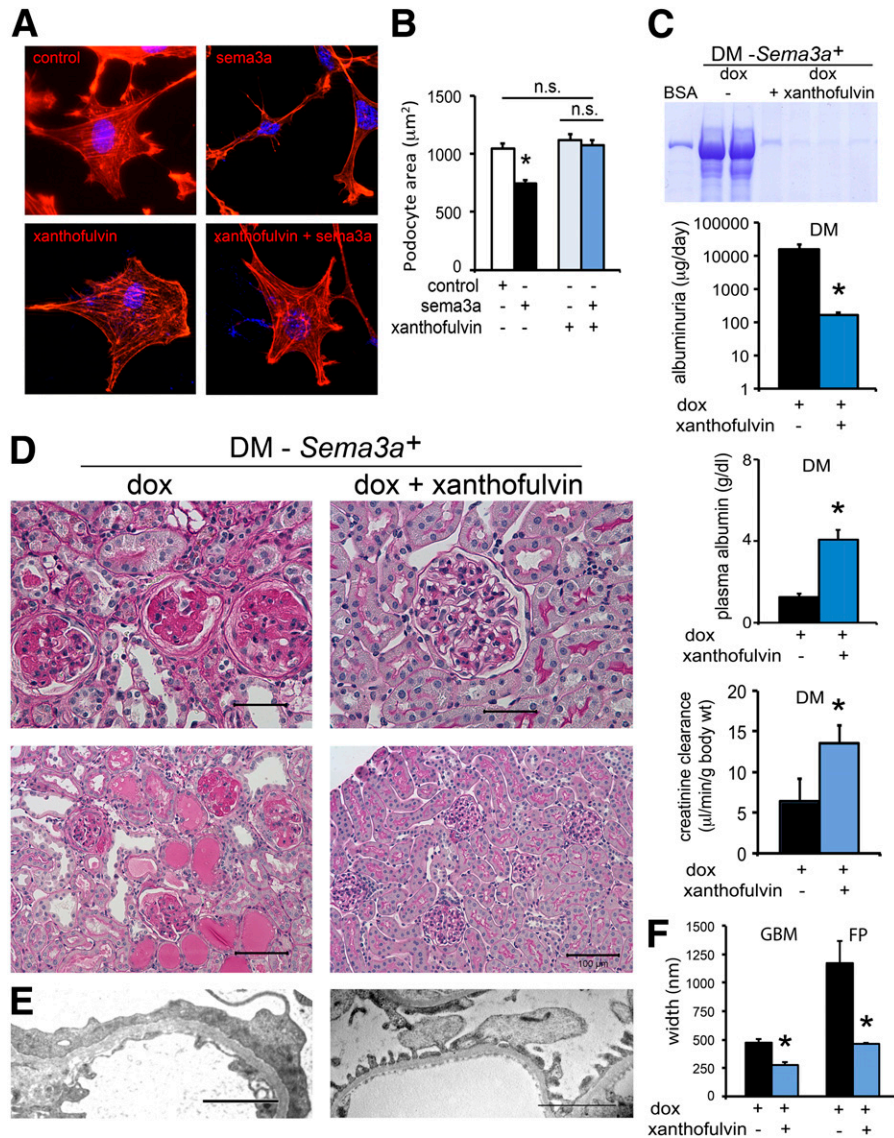 A
control
sema3a
xanthofulvin
xanthofulvin + sema3a
B
n.s.
n.s.
1500
1000
500
0
Podocyte area (μm²)
*
control + - - -
sema3a - + - +
xanthofulvin - - + +
C
DM -Sema3a+
dox dox
BSA - + xanthofulvin
DM
100000
10000
1000
100
10
1
albuminuria (μg/day)
*
dox + +
xanthofulvin - +
DM
8
4
0
plasma albumin (g/dl)
*
dox + +
xanthofulvin - +
DM
20
15
10
5
0
creatinine clearance
(μl/min/g body wt)
*
dox + +
xanthofulvin - +
D
DM - Sema3a+
dox dox + xanthofulvin
100 μm
E
F
GBM FP
1500
1250
1000
750
500
250
0
width (nm)
* *
dox + + + +
xanthofulvin - + - +